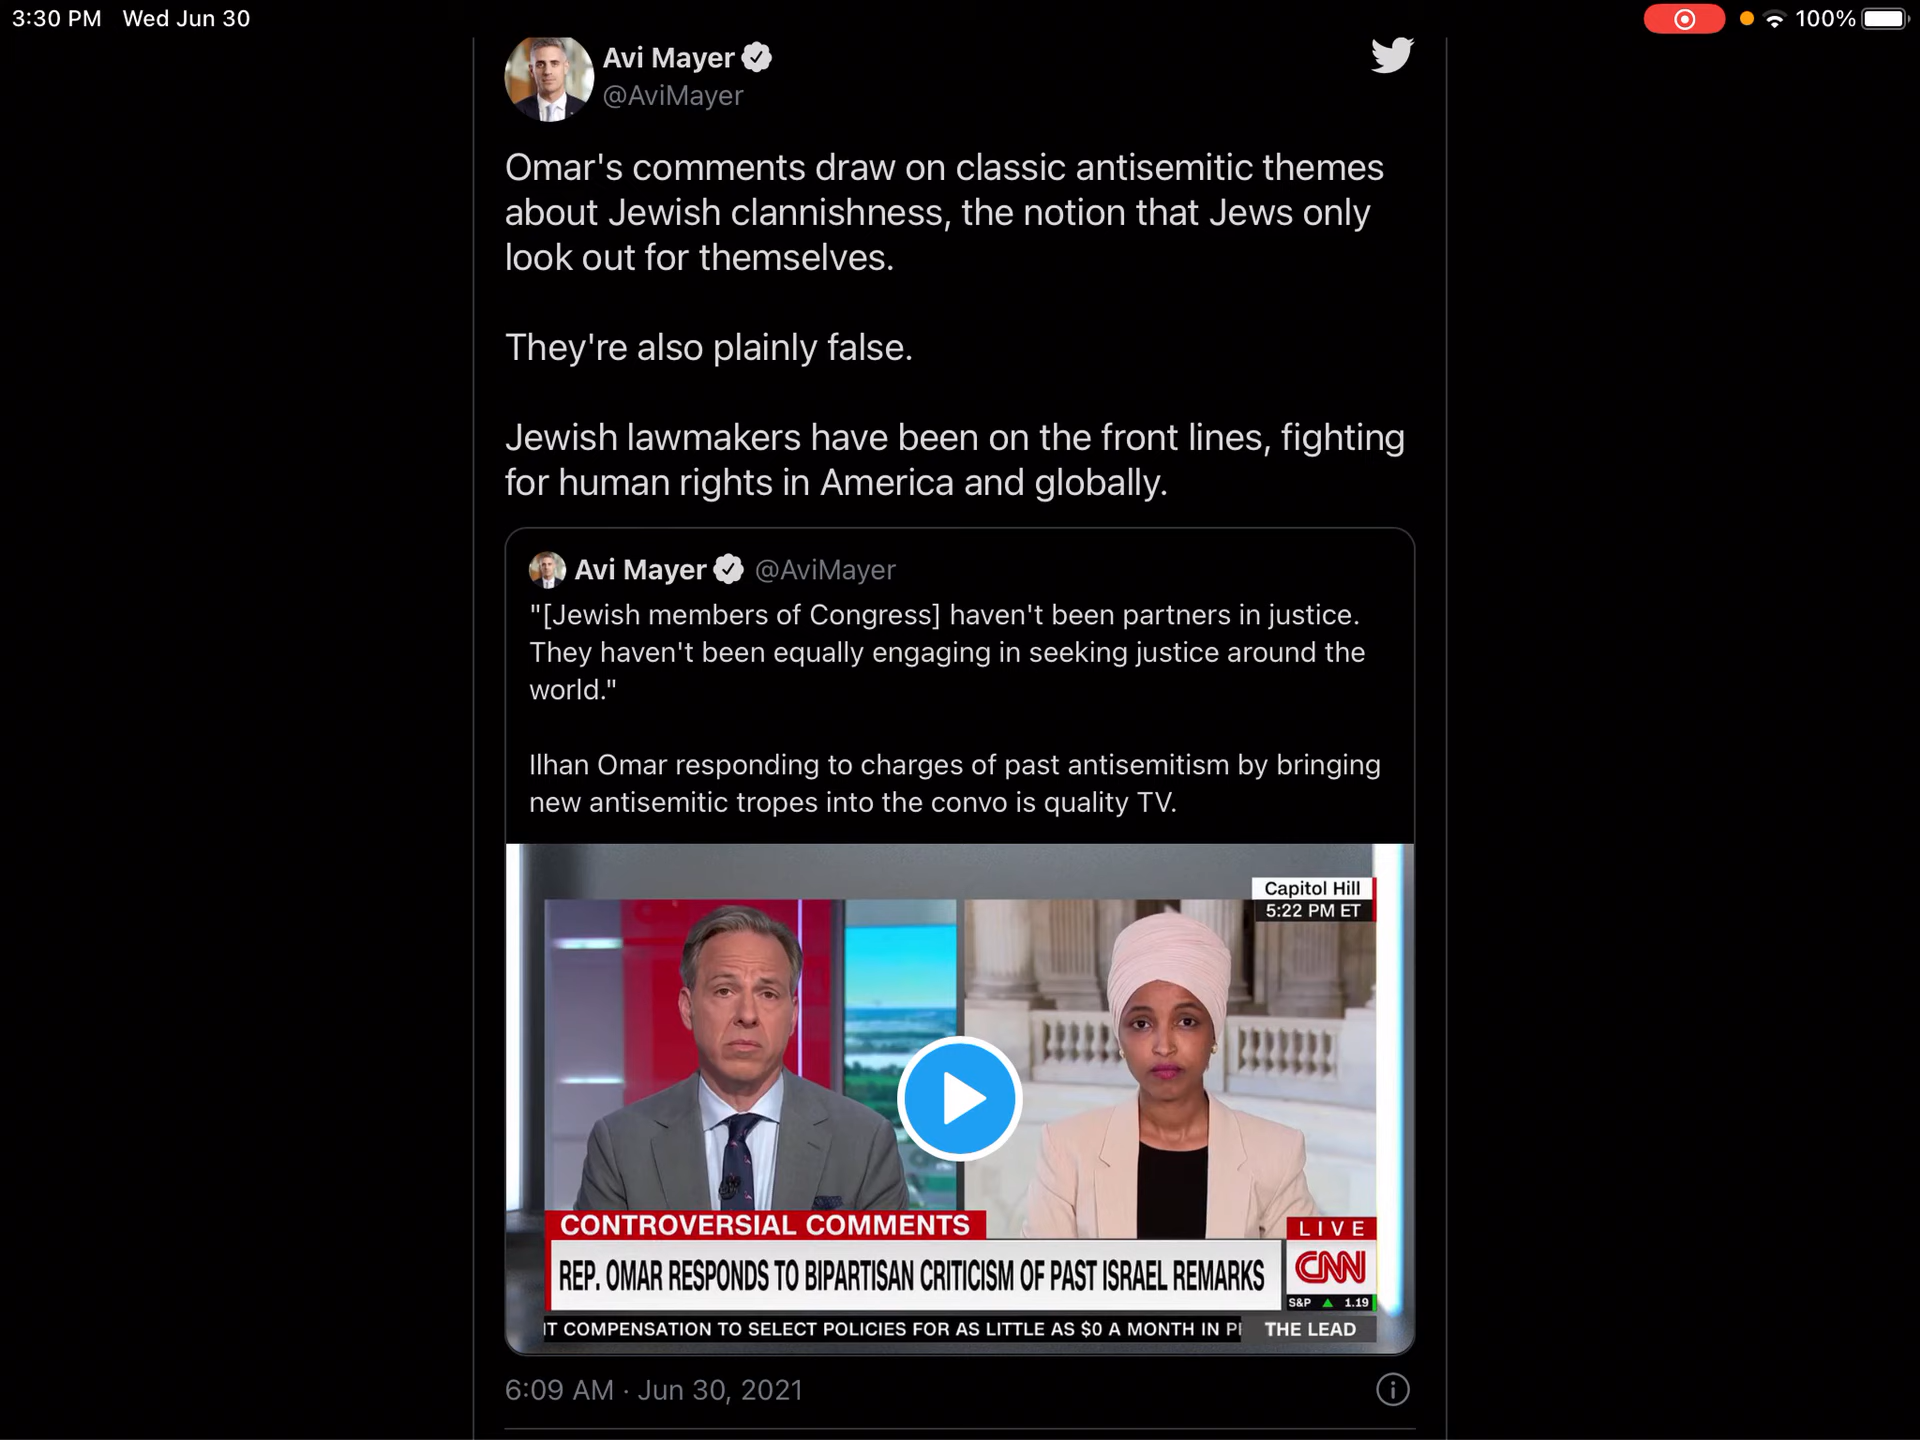 3:30 PM Wed Jun 30
100%
Avi Mayer
@AviMayer
Omar's comments draw on classic antisemitic themes
about Jewish clannishness, the notion that Jews only
look out for themselves.
They're also plainly false.
Jewish lawmakers have been on the front lines, fighting
for human rights in America and globally.
Avi Mayer @AviMayer
"[Jewish members of Congress] haven't been partners in justice.
They haven't been equally engaging in seeking justice around the
world."
Ilhan Omar responding to charges of past antisemitism by bringing
new antisemitic tropes into the convo is quality TV.
Capitol Hill
5:22 PM ET
CONTROVERSIAL COMMENTS
LIVE
REP. OMAR RESPONDS TO BIPARTISAN CRITICISM OF PAST ISRAEL REMARKS
CNN
S&P ▲ 1.19
COMPENSATION TO SELECT POLICIES FOR AS LITTLE AS $0 A MONTH IN
THE LEAD
6:09 AM · Jun 30, 2021